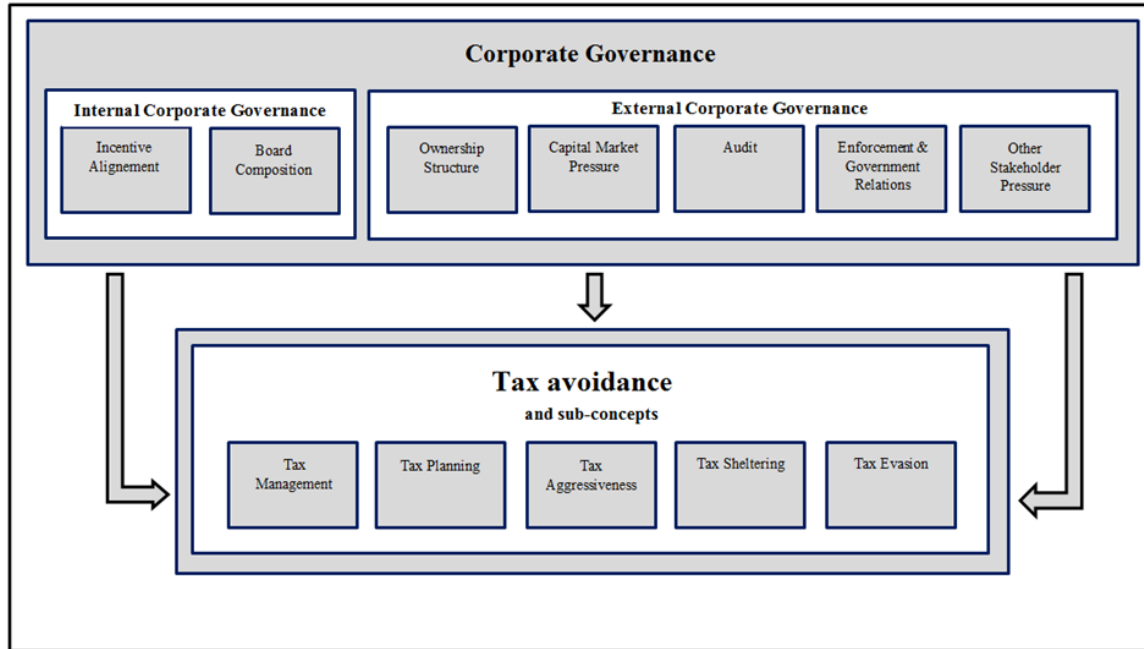 Corporate Governance
Internal Corporate Governance
Incentive
Alignement
Board
Composition
External Corporate Governance
Ownership
Structure
Capital Market
Pressure
Audit
Enforcement &
Government
Relations
Other
Stakeholder
Pressure
Tax avoidance
and sub-concepts
Tax
Management
Tax Planning
Tax
Aggressiveness
Tax Sheltering
Tax Evasion